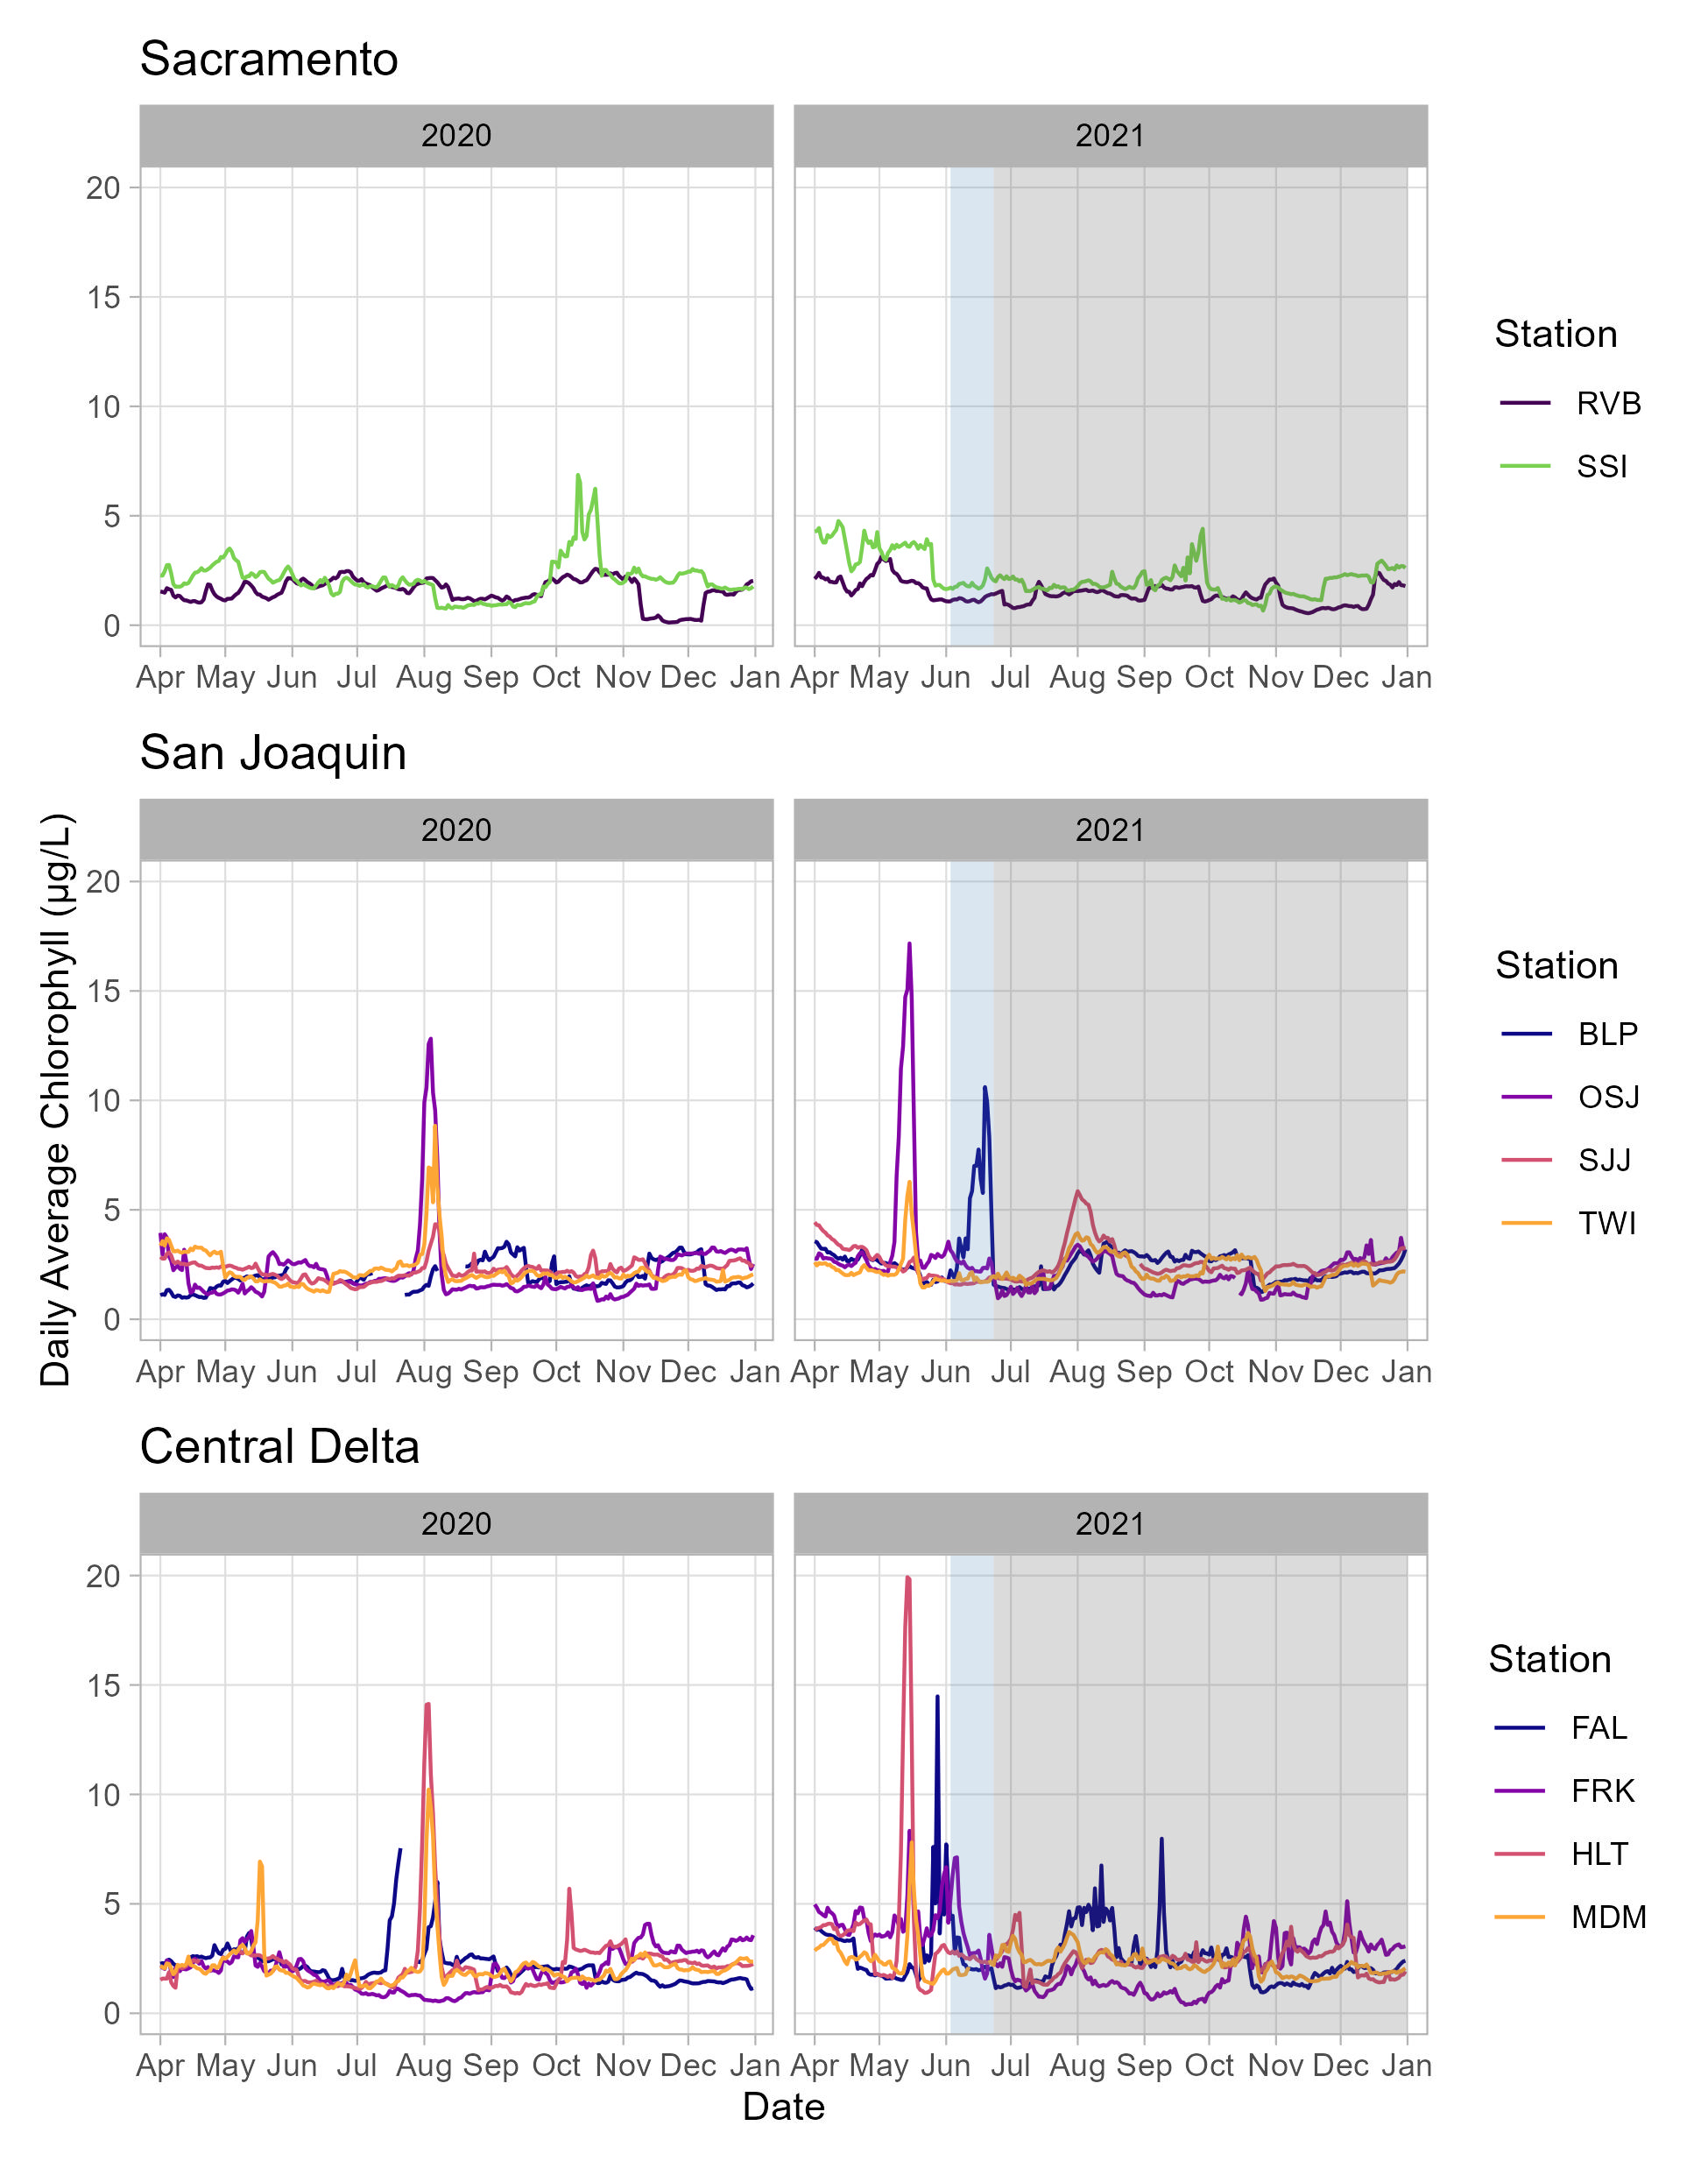 Sacramento
2020
2021
20
15
10
5
0
Apr May Jun Jul Aug Sep Oct Nov Dec Jan
Apr May Jun Jul Aug Sep Oct Nov Dec Jan
Station
RVB
SSI
San Joaquin
2020
2021
Daily Average Chlorophyll (µg/L)
20
15
10
5
0
Apr May Jun Jul Aug Sep Oct Nov Dec Jan
Apr May Jun Jul Aug Sep Oct Nov Dec Jan
Station
BLP
OSJ
SJJ
TWI
Central Delta
2020
2021
20
15
10
5
0
Apr May Jun Jul Aug Sep Oct Nov Dec Jan
Apr May Jun Jul Aug Sep Oct Nov Dec Jan
Date
Station
FAL
FRK
HLT
MDM